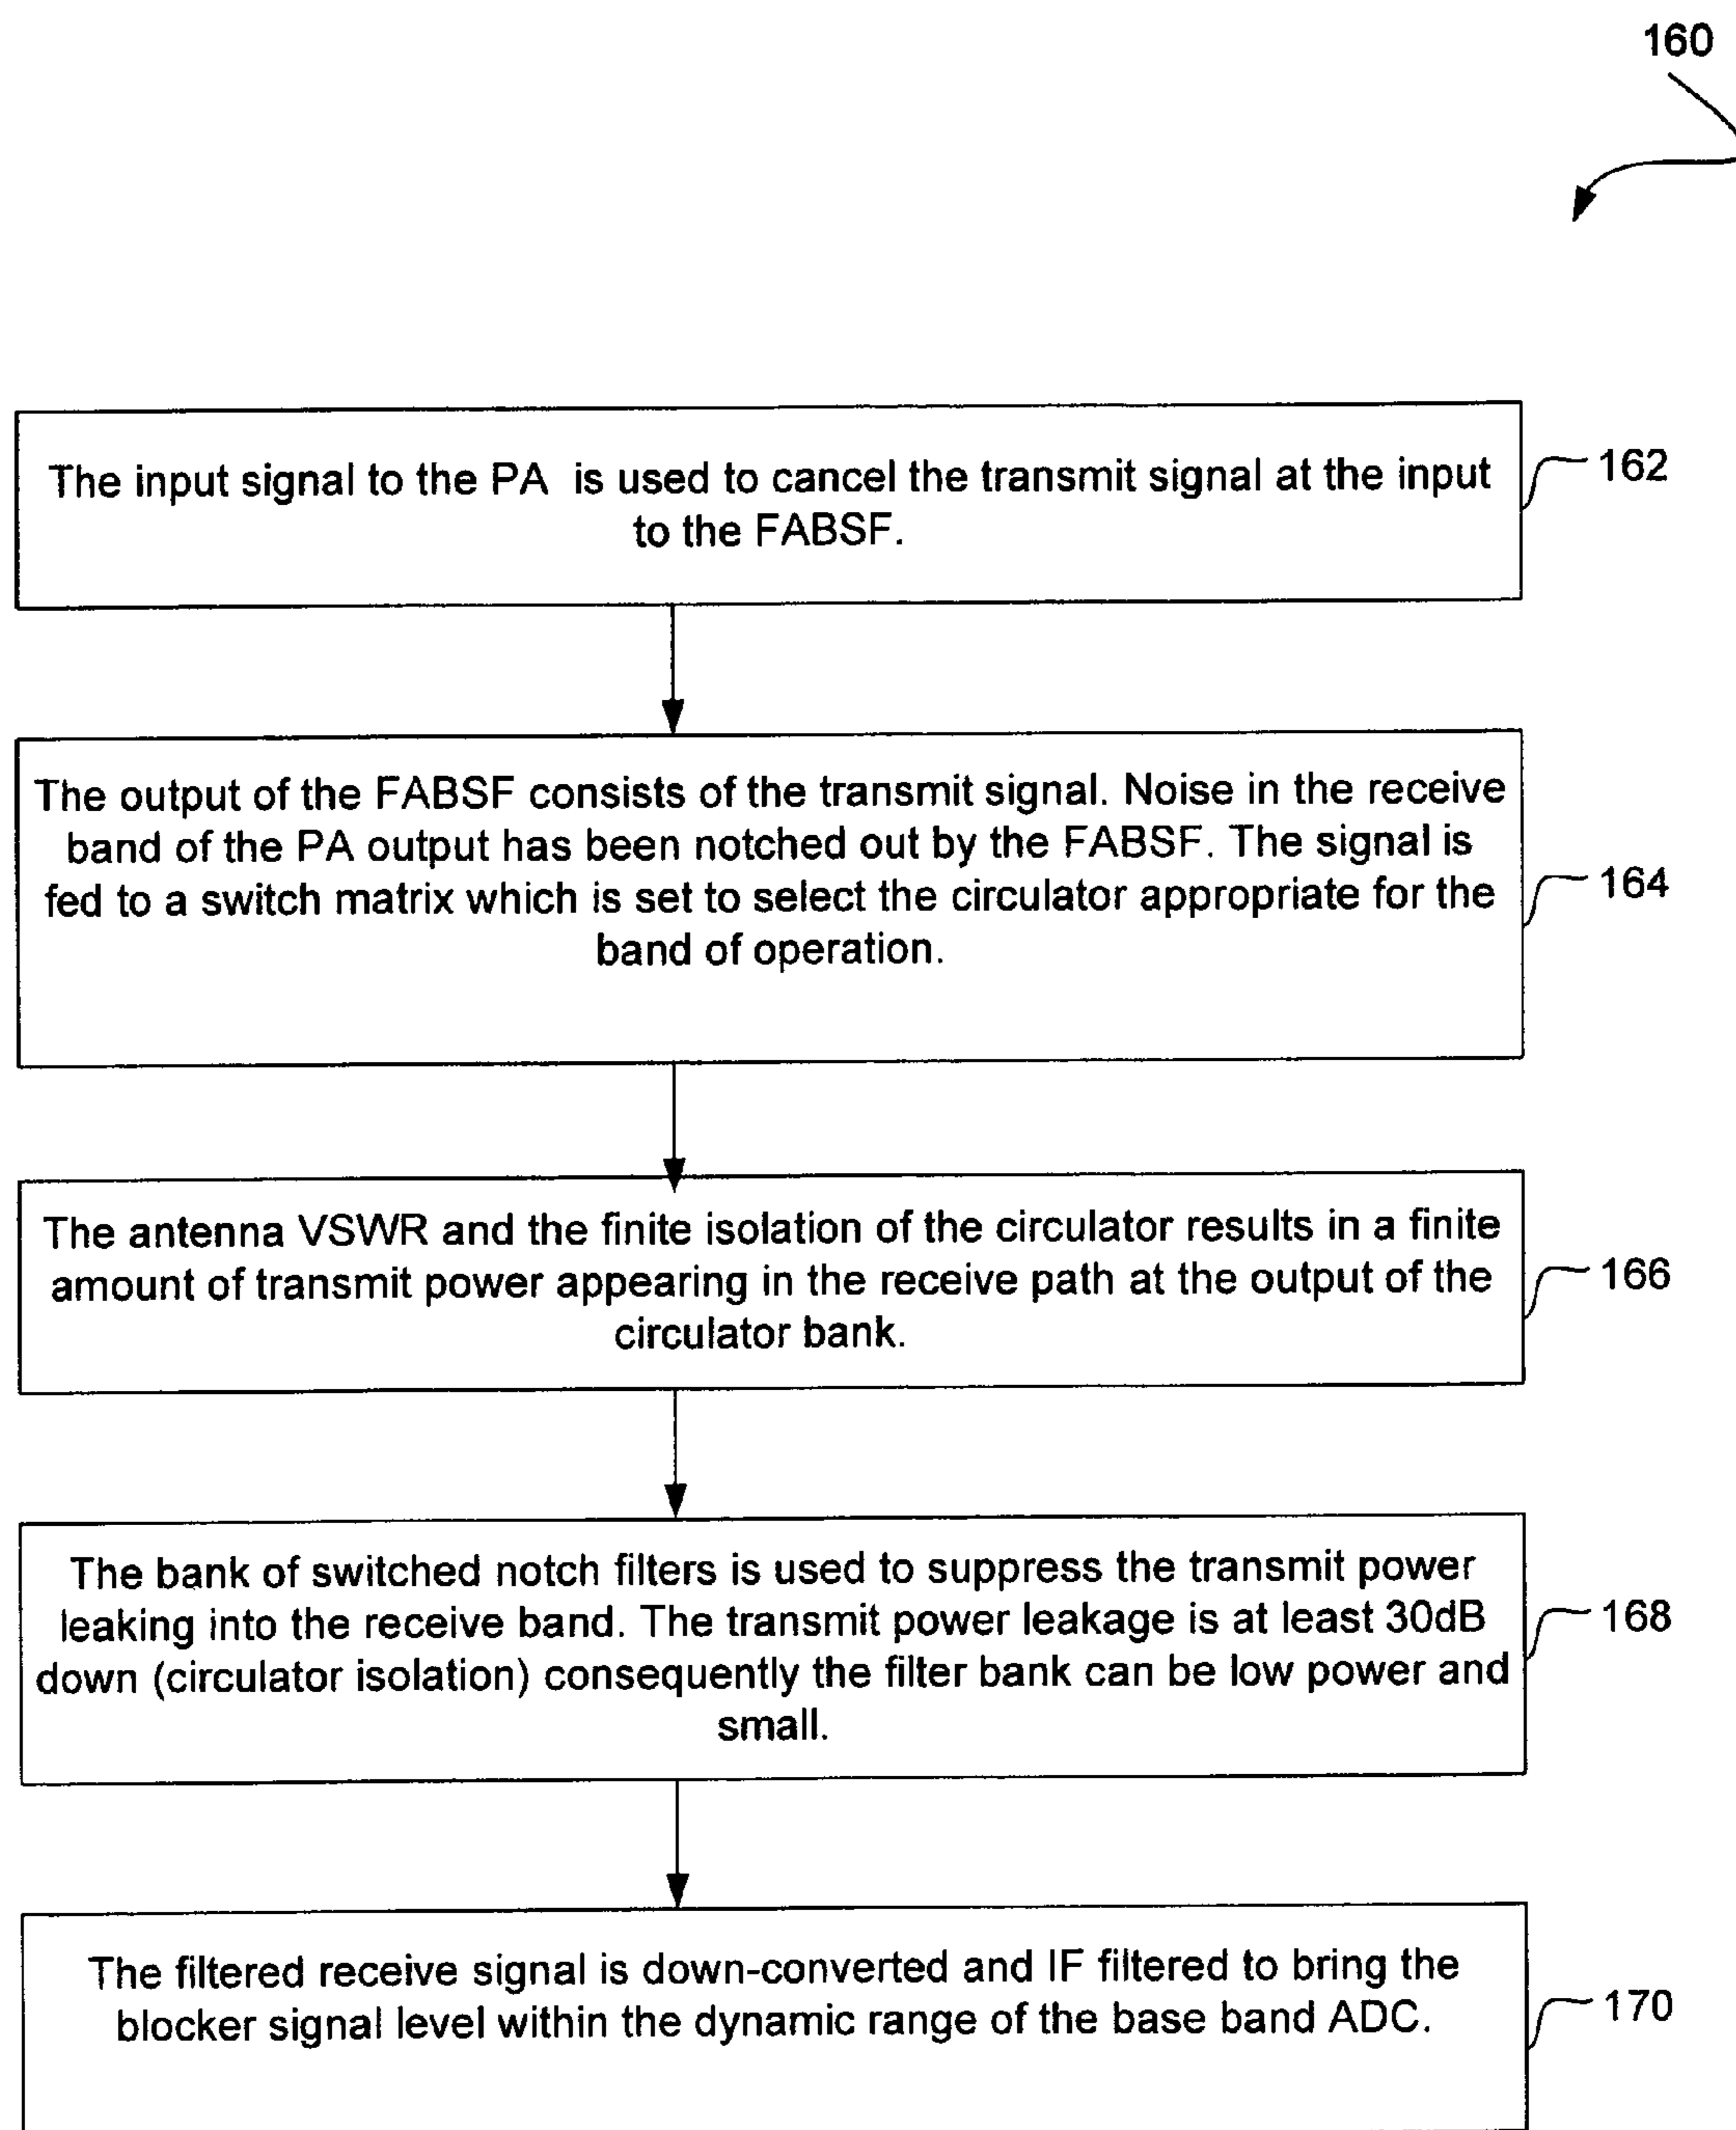 160
The input signal to the PA is used to cancel the transmit signal at the input
to the FABSF.
162
The output of the FABSF consists of the transmit signal. Noise in the receive
band of the PA output has been notched out by the FABSF. The signal is
fed to a switch matrix which is set to select the circulator appropriate for the
band of operation.
164
The antenna VSWR and the finite isolation of the circulator results in a finite
amount of transmit power appearing in the receive path at the output of the
circulator bank.
166
The bank of switched notch filters is used to suppress the transmit power
leaking into the receive band. The transmit power leakage is at least 30dB
down (circulator isolation) consequently the filter bank can be low power and
small.
168
The filtered receive signal is down-converted and IF filtered to bring the
blocker signal level within the dynamic range of the base band ADC.
170